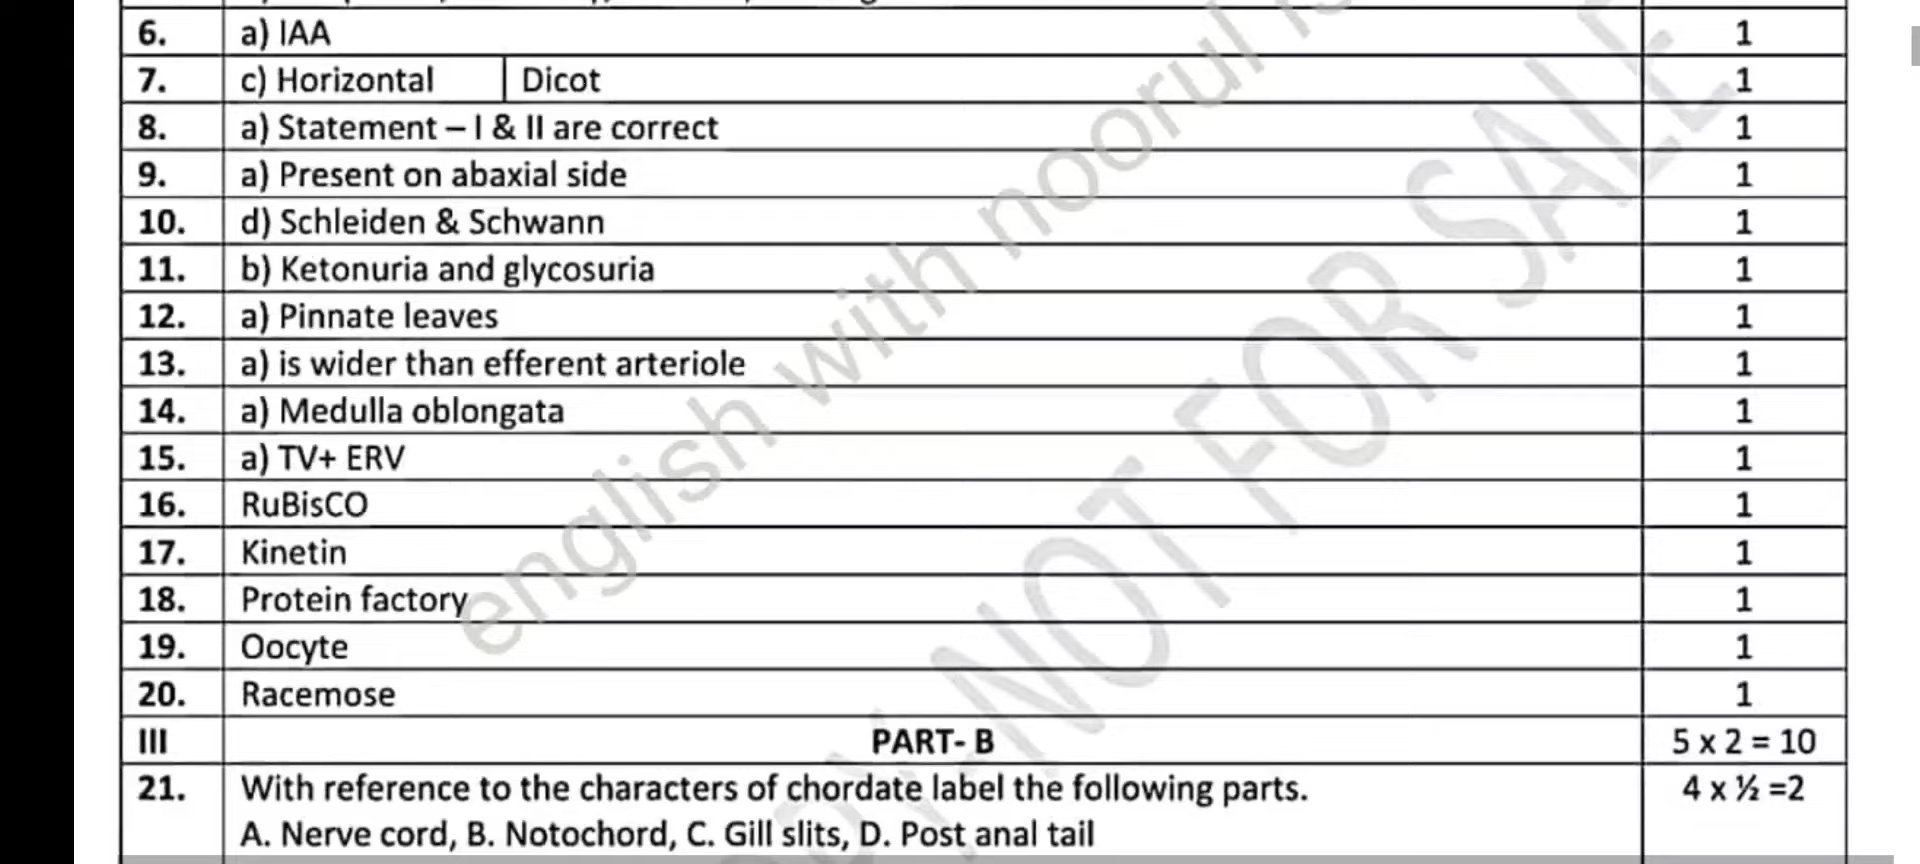 6. a) IAA 1
7. c) Horizontal Dicot 1
8. a) Statement – I & II are correct 1
9. a) Present on abaxial side 1
10. d) Schleiden & Schwann 1
11. b) Ketonuria and glycosuria 1
12. a) Pinnate leaves 1
13. a) is wider than efferent arteriole 1
14. a) Medulla oblongata 1
15. a) TV+ ERV 1
16. RuBisCO 1
17. Kinetin 1
18. Protein factory 1
19. Oocyte 1
20. Racemose 1
III PART- B 5 x 2 = 10
21. With reference to the characters of chordate label the following parts. 4 x ½ =2
A. Nerve cord, B. Notochord, C. Gill slits, D. Post anal tail
english with noorul
NOT FOR SALE